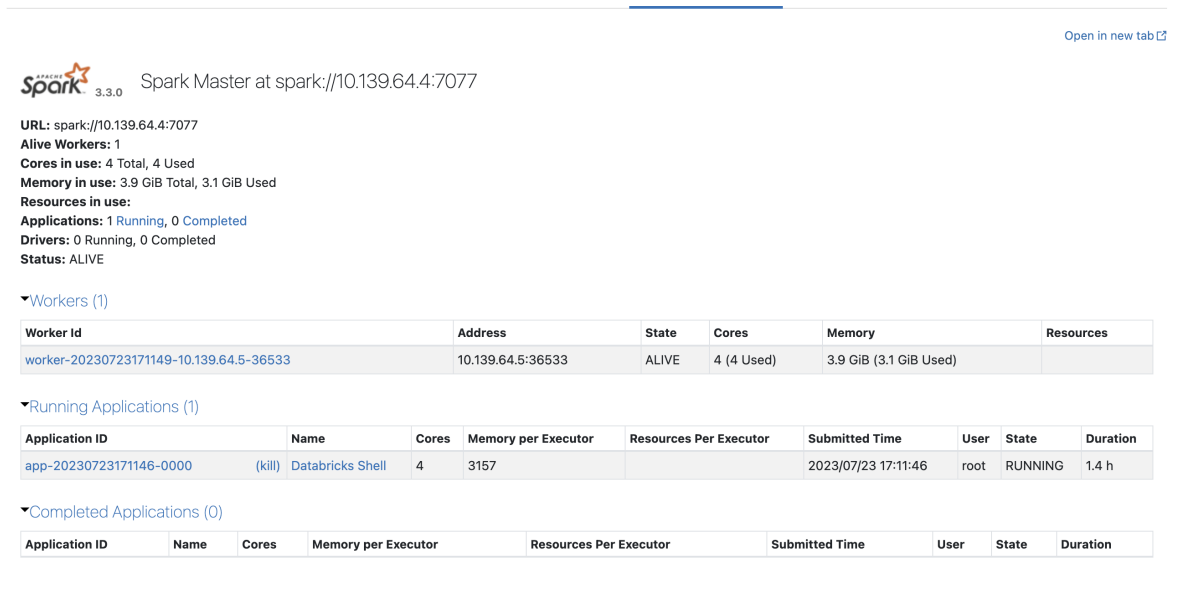 Open in new tab
APACHE Spark 3.3.0 Spark Master at spark://10.139.64.4:7077
URL: spark://10.139.64.4:7077
Alive Workers: 1
Cores in use: 4 Total, 4 Used
Memory in use: 3.9 GiB Total, 3.1 GiB Used
Resources in use:
Applications: 1 Running, 0 Completed
Drivers: 0 Running, 0 Completed
Status: ALIVE
Workers (1)
Worker Id Address State Cores Memory Resources
worker-20230723171149-10.139.64.5-36533 10.139.64.5:36533 ALIVE 4 (4 Used) 3.9 GiB (3.1 GiB Used)
Running Applications (1)
Application ID Name Cores Memory per Executor Resources Per Executor Submitted Time User State Duration
app-20230723171146-0000 (kill) Databricks Shell 4 3157 2023/07/23 17:11:46 root RUNNING 1.4 h
Completed Applications (0)
Application ID Name Cores Memory per Executor Resources Per Executor Submitted Time User State Duration